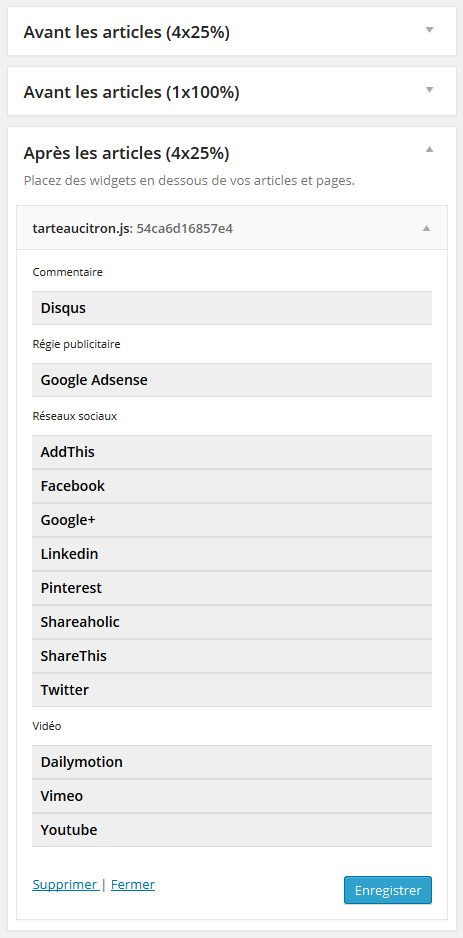 Avant les articles (4x25%)
Avant les articles (1x100%)
Après les articles (4x25%)
Placez des widgets en dessous de vos articles et pages.
tarteaucitron.js: 54ca6d16857e4
Commentaire
Disqus
Régie publicitaire
Google Adsense
Réseaux sociaux
AddThis
Facebook
Google+
Linkedin
Pinterest
Shareaholic
ShareThis
Twitter
Vidéo
Dailymotion
Vimeo
Youtube
Supprimer | Fermer Enregistrer